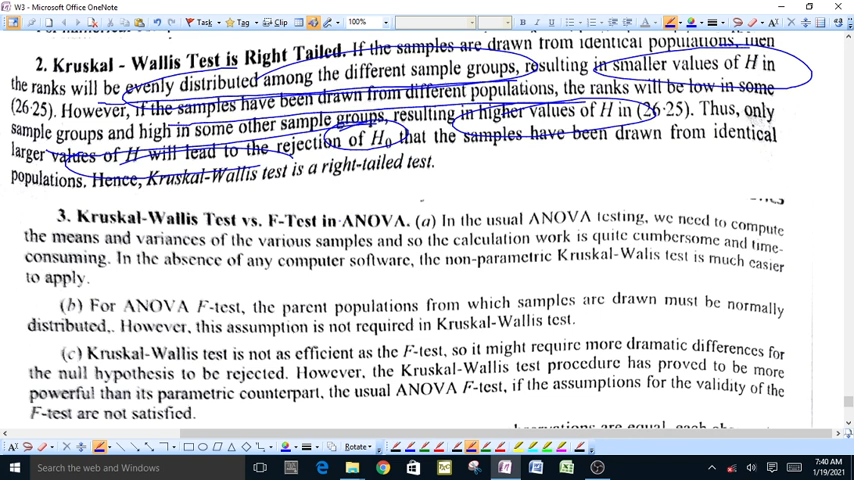 W3 - Microsoft Office OneNote
Task
Tag
Clip
100%
2. Kruskal - Wallis Test is Right Tailed. If the samples are drawn from identical populations, then
the ranks will be evenly distributed among the different sample groups, resulting in smaller values of H in
(26·25). However, if the samples have been drawn from different populations, the ranks will be low in some
sample groups and high in some other sample groups, resulting in higher values of H in (26·25). Thus, only
larger values of H will lead to the rejection of H0 that the samples have been drawn from identical
populations. Hence, Kruskal-Wallis test is a right-tailed test.
3. Kruskal-Wallis Test vs. F-Test in ANOVA. (a) In the usual ANOVA testing, we need to compute
the means and variances of the various samples and so the calculation work is quite cumbersome and time-
consuming. In the absence of any computer software, the non-parametric Kruskal-Walis test is much easier
to apply.
(b) For ANOVA F-test, the parent populations from which samples are drawn must be normally
distributed,. However, this assumption is not required in Kruskal-Wallis test.
(c) Kruskal-Wallis test is not as efficient as the F-test, so it might require more dramatic differences for
the null hypothesis to be rejected. However, the Kruskal-Wallis test procedure has proved to be more
powerful than its parametric counterpart, the usual ANOVA F-test, if the assumptions for the validity of the
F-test are not satisfied.
Rotate
Search the web and Windows
7:40 AM
1/19/2021